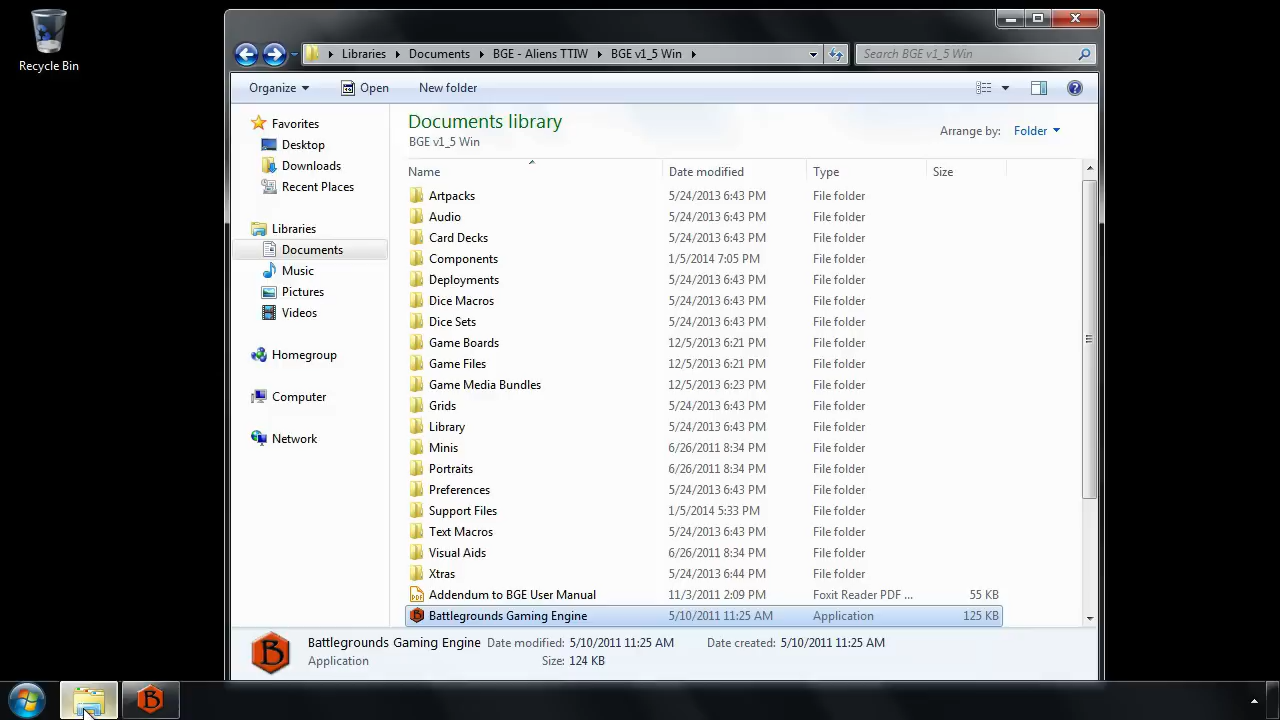 Recycle Bin
Libraries Documents BGE - Aliens TTIW BGE v1_5 Win
Search BGE v1_5 Win
Organize Open New folder
Favorites
Desktop
Downloads
Recent Places
Libraries
Documents
Music
Pictures
Videos
Homegroup
Computer
Network
Documents library
BGE v1_5 Win
Arrange by: Folder
Name Date modified Type Size
Artpacks 5/24/2013 6:43 PM File folder
Audio 5/24/2013 6:43 PM File folder
Card Decks 5/24/2013 6:43 PM File folder
Components 1/5/2014 7:05 PM File folder
Deployments 5/24/2013 6:43 PM File folder
Dice Macros 5/24/2013 6:43 PM File folder
Dice Sets 5/24/2013 6:43 PM File folder
Game Boards 12/5/2013 6:21 PM File folder
Game Files 12/5/2013 6:21 PM File folder
Game Media Bundles 12/5/2013 6:23 PM File folder
Grids 5/24/2013 6:43 PM File folder
Library 5/24/2013 6:43 PM File folder
Minis 6/26/2011 8:34 PM File folder
Portraits 6/26/2011 8:34 PM File folder
Preferences 5/24/2013 6:43 PM File folder
Support Files 1/5/2014 5:33 PM File folder
Text Macros 5/24/2013 6:43 PM File folder
Visual Aids 6/26/2011 8:34 PM File folder
Xtras 5/24/2013 6:44 PM File folder
Addendum to BGE User Manual 11/3/2011 2:09 PM Foxit Reader PDF ... 55 KB
Battlegrounds Gaming Engine 5/10/2011 11:25 AM Application 125 KB
Battlegrounds Gaming Engine Date modified: 5/10/2011 11:25 AM Date created: 5/10/2011 11:25 AM
Application Size: 124 KB